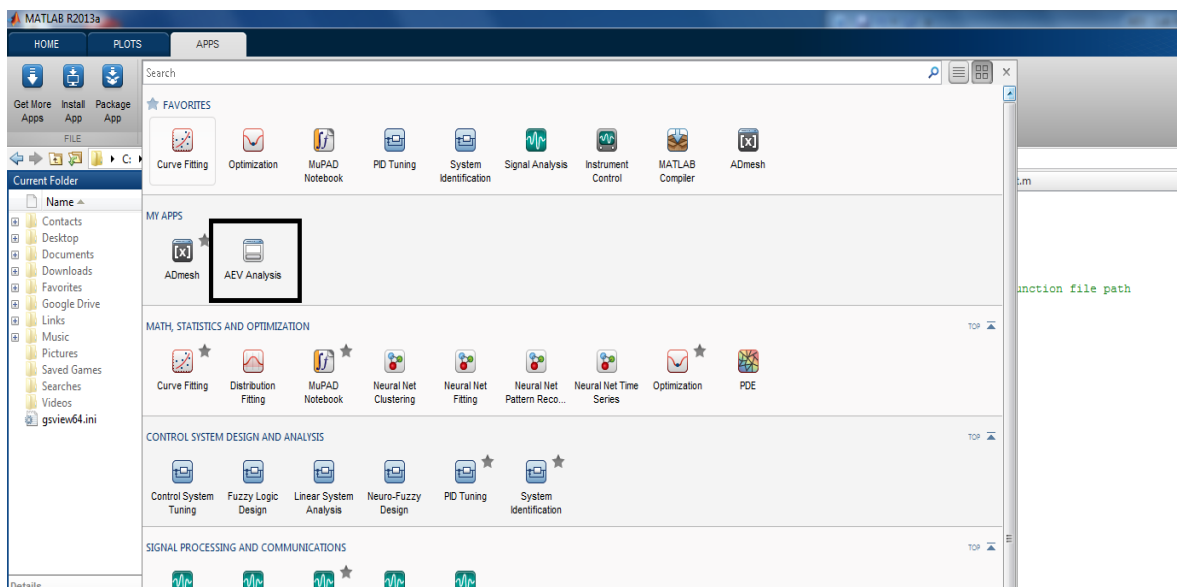 MATLAB R2013a
HOME PLOTS APPS
Search
Get More Apps
Install App
Package App
FILE
FAVORITES
Curve Fitting
Optimization
MuPAD Notebook
PID Tuning
System Identification
Signal Analysis
Instrument Control
MATLAB Compiler
ADmesh
C:
Current Folder
Name
Contacts
Desktop
Documents
Downloads
Favorites
Google Drive
Links
Music
Pictures
Saved Games
Searches
Videos
gsview64.ini
Details
MY APPS
ADmesh
AEV Analysis
MATH, STATISTICS AND OPTIMIZATION
TOP
Curve Fitting
Distribution Fitting
MuPAD Notebook
Neural Net Clustering
Neural Net Fitting
Neural Net Pattern Reco...
Neural Net Time Series
Optimization
PDE
CONTROL SYSTEM DESIGN AND ANALYSIS
TOP
Control System Tuning
Fuzzy Logic Design
Linear System Analysis
Neuro-Fuzzy Design
PID Tuning
System Identification
SIGNAL PROCESSING AND COMMUNICATIONS
TOP
t.m
unction file path